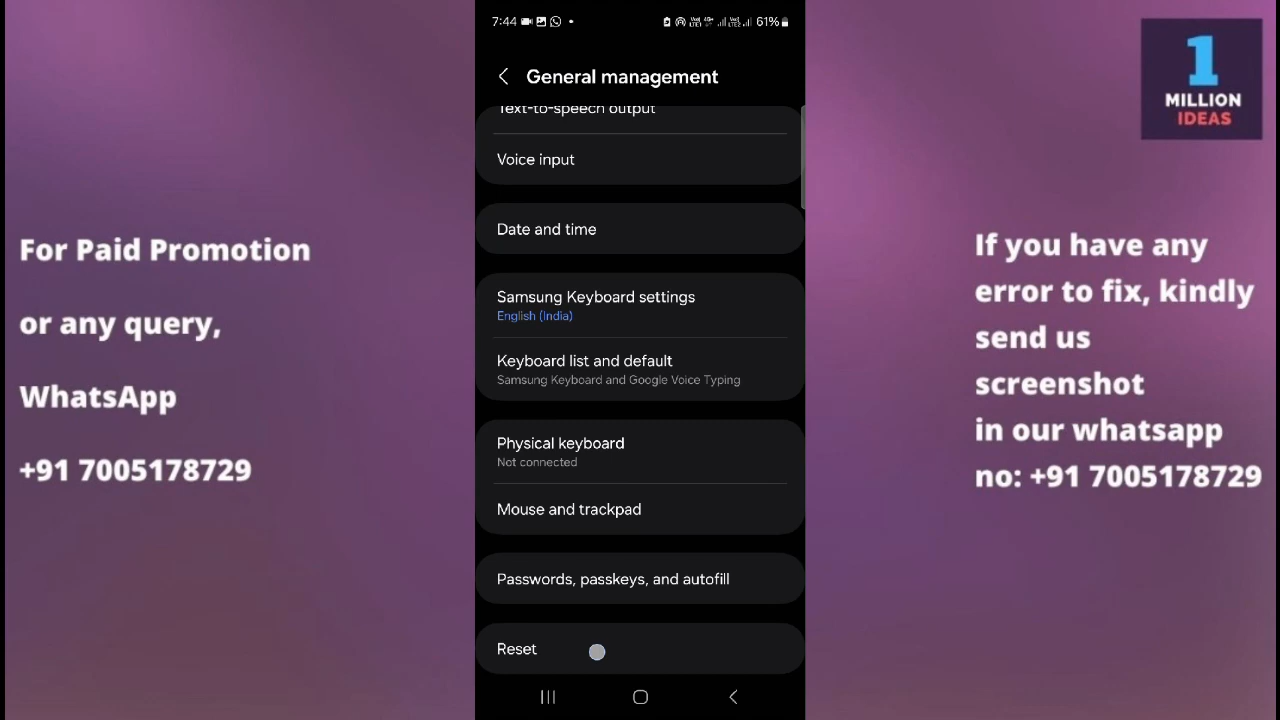 7:44
61%
General management
Text-to-speech output
Voice input
Date and time
Samsung Keyboard settings
English (India)
Keyboard list and default
Samsung Keyboard and Google Voice Typing
Physical keyboard
Not connected
Mouse and trackpad
Passwords, passkeys, and autofill
Reset
For Paid Promotion
or any query,
WhatsApp
+91 7005178729
1
MILLION
IDEAS
If you have any
error to fix, kindly
send us
screenshot
in our whatsapp
no: +91 7005178729